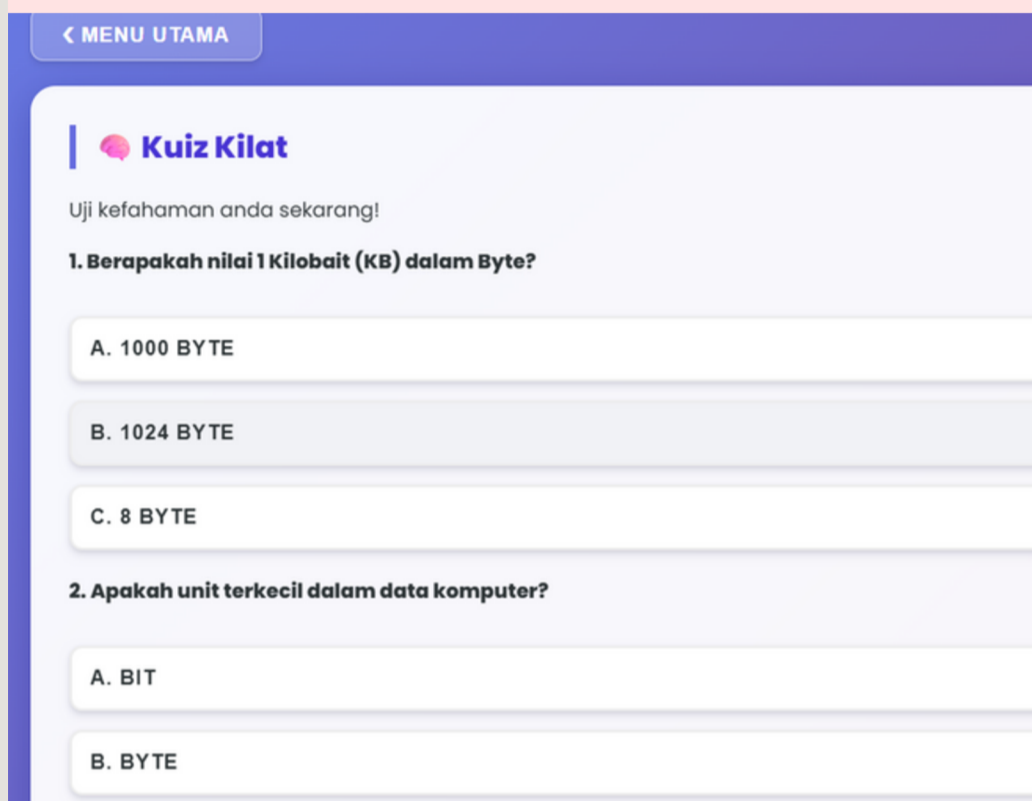 ❮ MENU UTAMA
🧠 Kuiz Kilat
Uji kefahaman anda sekarang!
1. Berapakah nilai 1 Kilobait (KB) dalam Byte?
A. 1000 BYTE
B. 1024 BYTE
C. 8 BYTE
2. Apakah unit terkecil dalam data komputer?
A. BIT
B. BYTE